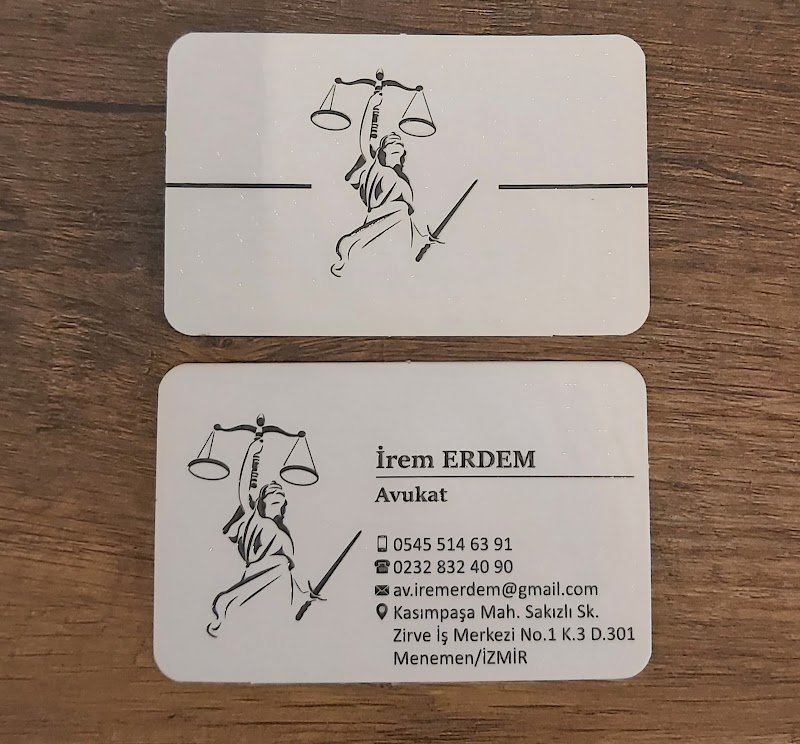 İrem ERDEM
Avukat
0545 514 63 91
0232 832 40 90
av.iremerdem@gmail.com
Kasımpaşa Mah. Sakızlı Sk.
Zirve İş Merkezi No.1 K.3 D.301
Menemen/İZMİR